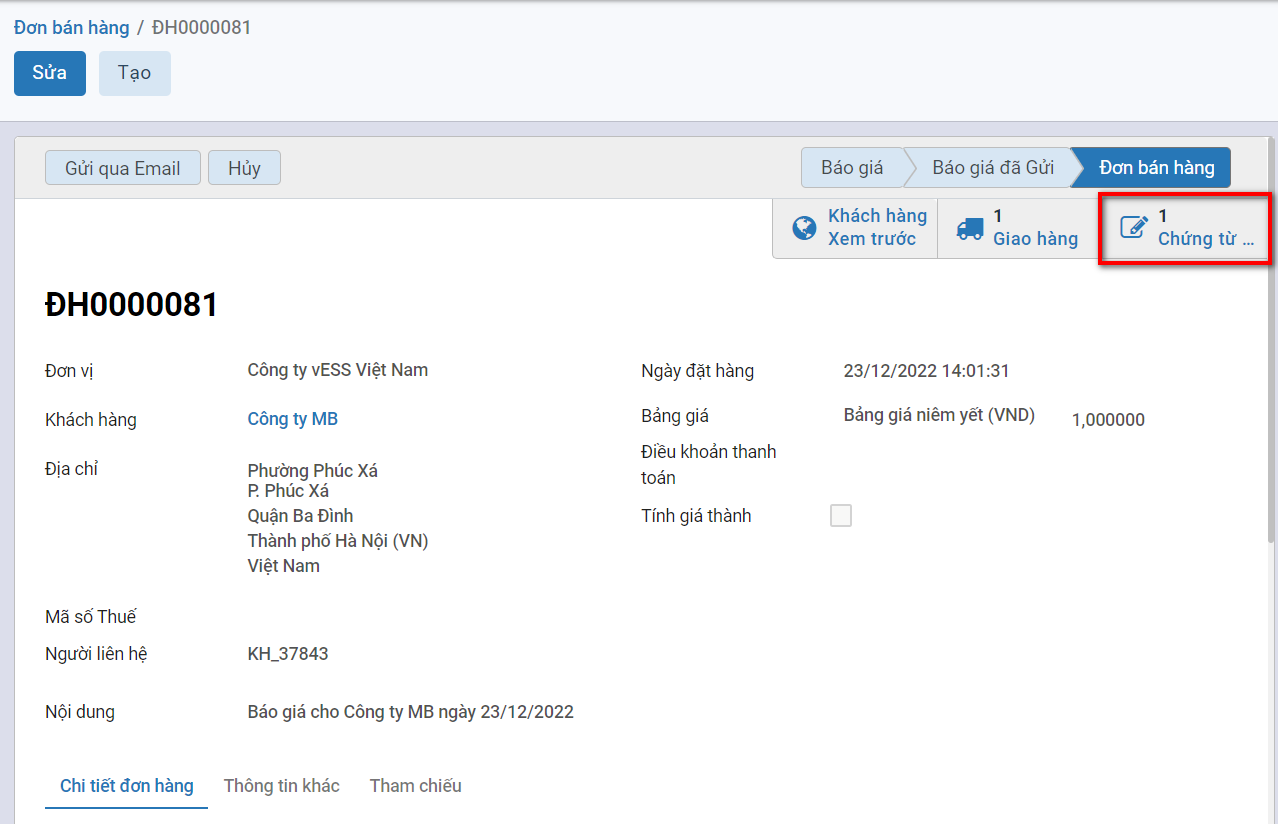 Đơn bán hàng / ĐH0000081
Sửa
Tạo
Gửi qua Email
Hủy
Báo giá
Báo giá đã Gửi
Đơn bán hàng
Khách hàng
Xem trước
1
Giao hàng
1
Chứng từ ...
ĐH0000081
Đơn vị
Công ty vESS Việt Nam
Khách hàng
Công ty MB
Địa chỉ
Phường Phúc Xá
P. Phúc Xá
Quận Ba Đình
Thành phố Hà Nội (VN)
Việt Nam
Mã số Thuế
Người liên hệ
KH_37843
Nội dung
Báo giá cho Công ty MB ngày 23/12/2022
Ngày đặt hàng
23/12/2022 14:01:31
Bảng giá
Bảng giá niêm yết (VND)
1,000000
Điều khoản thanh
toán
Tính giá thành
Chi tiết đơn hàng
Thông tin khác
Tham chiếu